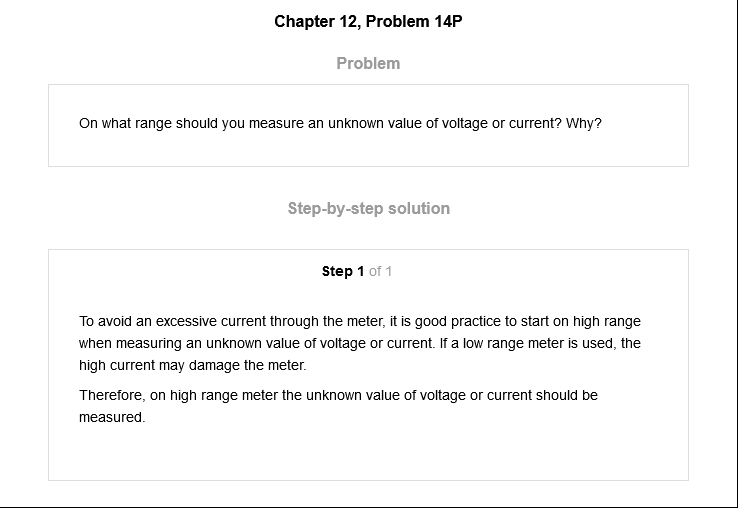 Chapter 12, Problem 14P
Problem
On what range should you measure an unknown value of voltage or current? Why?
Step-by-step solution
Step 1 of 1
To avoid an excessive current through the meter, it is good practice to start on high range
when measuring an unknown value of voltage or current. If a low range meter is used, the
high current may damage the meter.
Therefore, on high range meter the unknown value of voltage or current should be
measured.